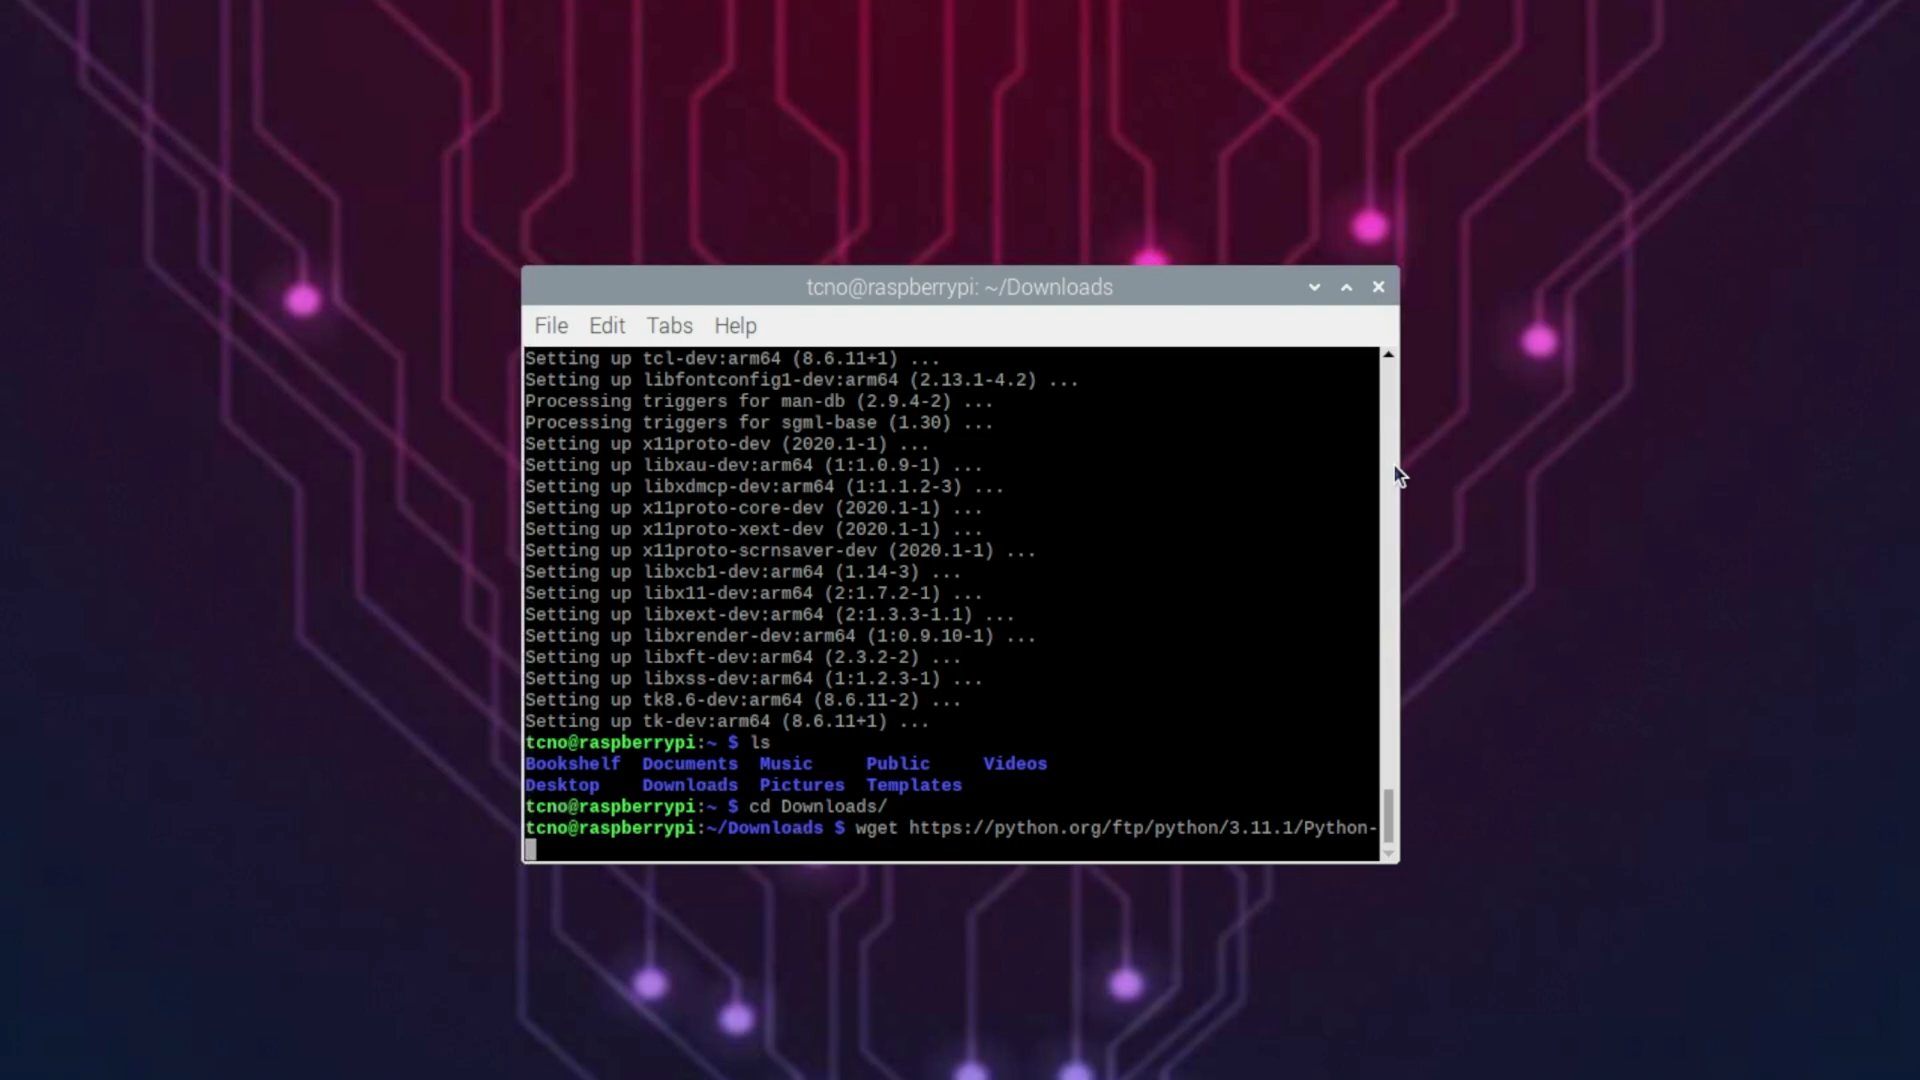 tcno@raspberrypi: ~/Downloads
File Edit Tabs Help
Setting up tcl-dev:arm64 (8.6.11+1) ...
Setting up libfontconfig1-dev:arm64 (2.13.1-4.2) ...
Processing triggers for man-db (2.9.4-2) ...
Processing triggers for sgml-base (1.30) ...
Setting up x11proto-dev (2020.1-1) ...
Setting up libxau-dev:arm64 (1:1.0.9-1) ...
Setting up libxdmcp-dev:arm64 (1:1.1.2-3) ...
Setting up x11proto-core-dev (2020.1-1) ...
Setting up x11proto-xext-dev (2020.1-1) ...
Setting up x11proto-scrnsaver-dev (2020.1-1) ...
Setting up libxcb1-dev:arm64 (1.14-3) ...
Setting up libx11-dev:arm64 (2:1.7.2-1) ...
Setting up libxext-dev:arm64 (2:1.3.3-1.1) ...
Setting up libxrender-dev:arm64 (1:0.9.10-1) ...
Setting up libxft-dev:arm64 (2.3.2-2) ...
Setting up libxss-dev:arm64 (1:1.2.3-1) ...
Setting up tk8.6-dev:arm64 (8.6.11-2) ...
Setting up tk-dev:arm64 (8.6.11+1) ...
tcno@raspberrypi:~ $ ls
Bookshelf Documents Music Public Videos
Desktop Downloads Pictures Templates
tcno@raspberrypi:~ $ cd Downloads/
tcno@raspberrypi:~/Downloads $ wget https://python.org/ftp/python/3.11.1/Python-